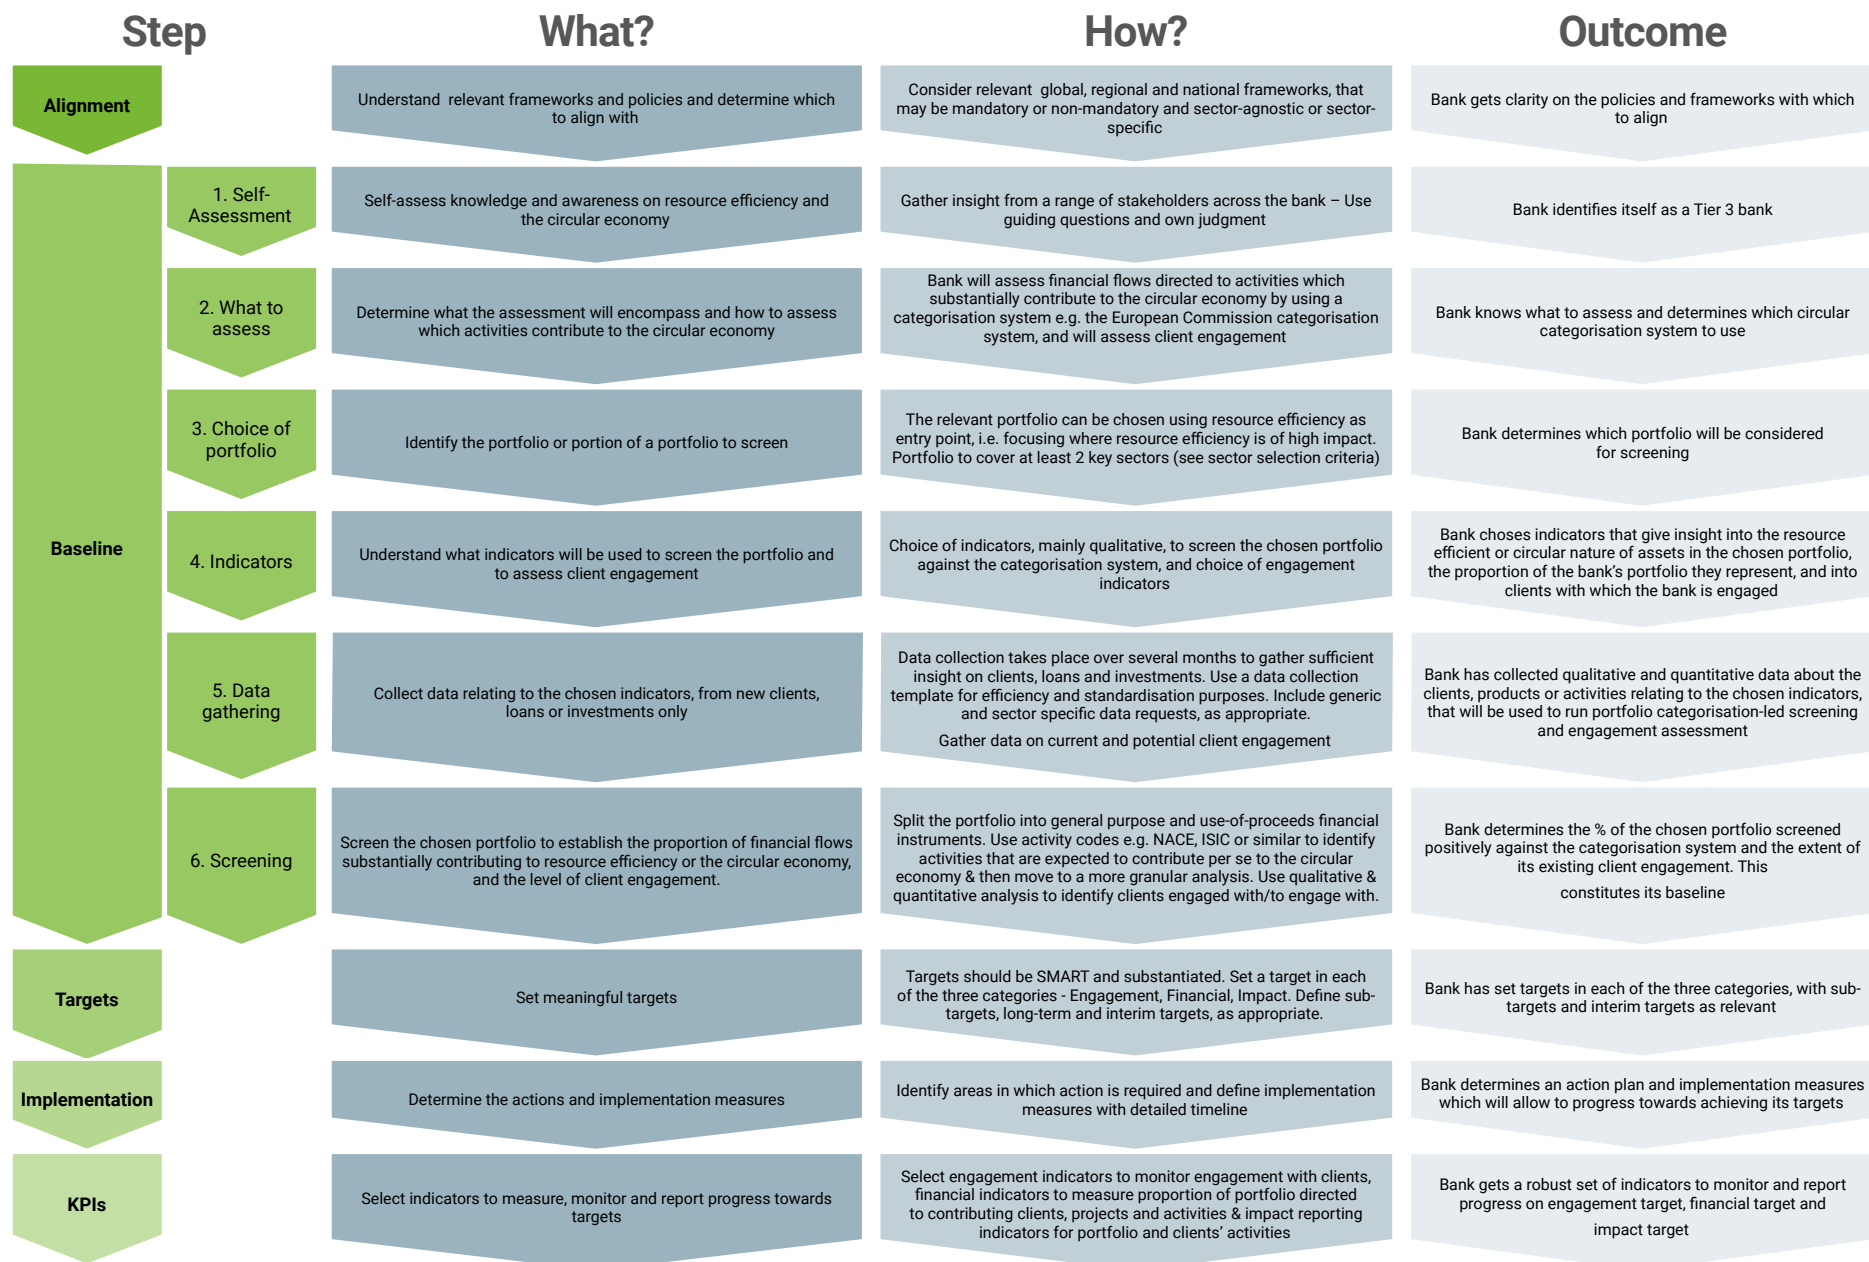 Step
What?
How?
Outcome
Alignment
Understand relevant frameworks and policies and determine which
to align with
Consider relevant global, regional and national frameworks, that
may be mandatory or non-mandatory and sector-agnostic or sector-
specific
Bank gets clarity on the policies and frameworks with which
to align
Baseline
1. Self-
Assessment
Self-assess knowledge and awareness on resource efficiency and
the circular economy
Gather insight from a range of stakeholders across the bank – Use
guiding questions and own judgment
Bank identifies itself as a Tier 3 bank
2. What to
assess
Determine what the assessment will encompass and how to assess
which activities contribute to the circular economy
Bank will assess financial flows directed to activities which
substantially contribute to the circular economy by using a
categorisation system e.g. the European Commission categorisation
system, and will assess client engagement
Bank knows what to assess and determines which circular
categorisation system to use
3. Choice of
portfolio
Identify the portfolio or portion of a portfolio to screen
The relevant portfolio can be chosen using resource efficiency as
entry point, i.e. focusing where resource efficiency is of high impact.
Portfolio to cover at least 2 key sectors (see sector selection criteria)
Bank determines which portfolio will be considered
for screening
4. Indicators
Understand what indicators will be used to screen the portfolio and
to assess client engagement
Choice of indicators, mainly qualitative, to screen the chosen portfolio
against the categorisation system, and choice of engagement
indicators
Bank choses indicators that give insight into the resource
efficient or circular nature of assets in the chosen portfolio,
the proportion of the bank's portfolio they represent, and into
clients with which the bank is engaged
5. Data
gathering
Collect data relating to the chosen indicators, from new clients,
loans or investments only
Data collection takes place over several months to gather sufficient
insight on clients, loans and investments. Use a data collection
template for efficiency and standardisation purposes. Include generic
and sector specific data requests, as appropriate.
Gather data on current and potential client engagement
Bank has collected qualitative and quantitative data about the
clients, products or activities relating to the chosen indicators,
that will be used to run portfolio categorisation-led screening
and engagement assessment
6. Screening
Screen the chosen portfolio to establish the proportion of financial flows
substantially contributing to resource efficiency or the circular economy,
and the level of client engagement.
Split the portfolio into general purpose and use-of-proceeds financial
instruments. Use activity codes e.g. NACE, ISIC or similar to identify
activities that are expected to contribute per se to the circular
economy & then move to a more granular analysis. Use qualitative &
quantitative analysis to identify clients engaged with/to engage with.
Bank determines the % of the chosen portfolio screened
positively against the categorisation system and the extent of
its existing client engagement. This
constitutes its baseline
Targets
Set meaningful targets
Targets should be SMART and substantiated. Set a target in each
of the three categories - Engagement, Financial, Impact. Define sub-
targets, long-term and interim targets, as appropriate.
Bank has set targets in each of the three categories, with sub-
targets and interim targets as relevant
Implementation
Determine the actions and implementation measures
Identify areas in which action is required and define implementation
measures with detailed timeline
Bank determines an action plan and implementation measures
which will allow to progress towards achieving its targets
KPIs
Select indicators to measure, monitor and report progress towards
targets
Select engagement indicators to monitor engagement with clients,
financial indicators to measure proportion of portfolio directed
to contributing clients, projects and activities & impact reporting
indicators for portfolio and clients' activities
Bank gets a robust set of indicators to monitor and report
progress on engagement target, financial target and
impact target